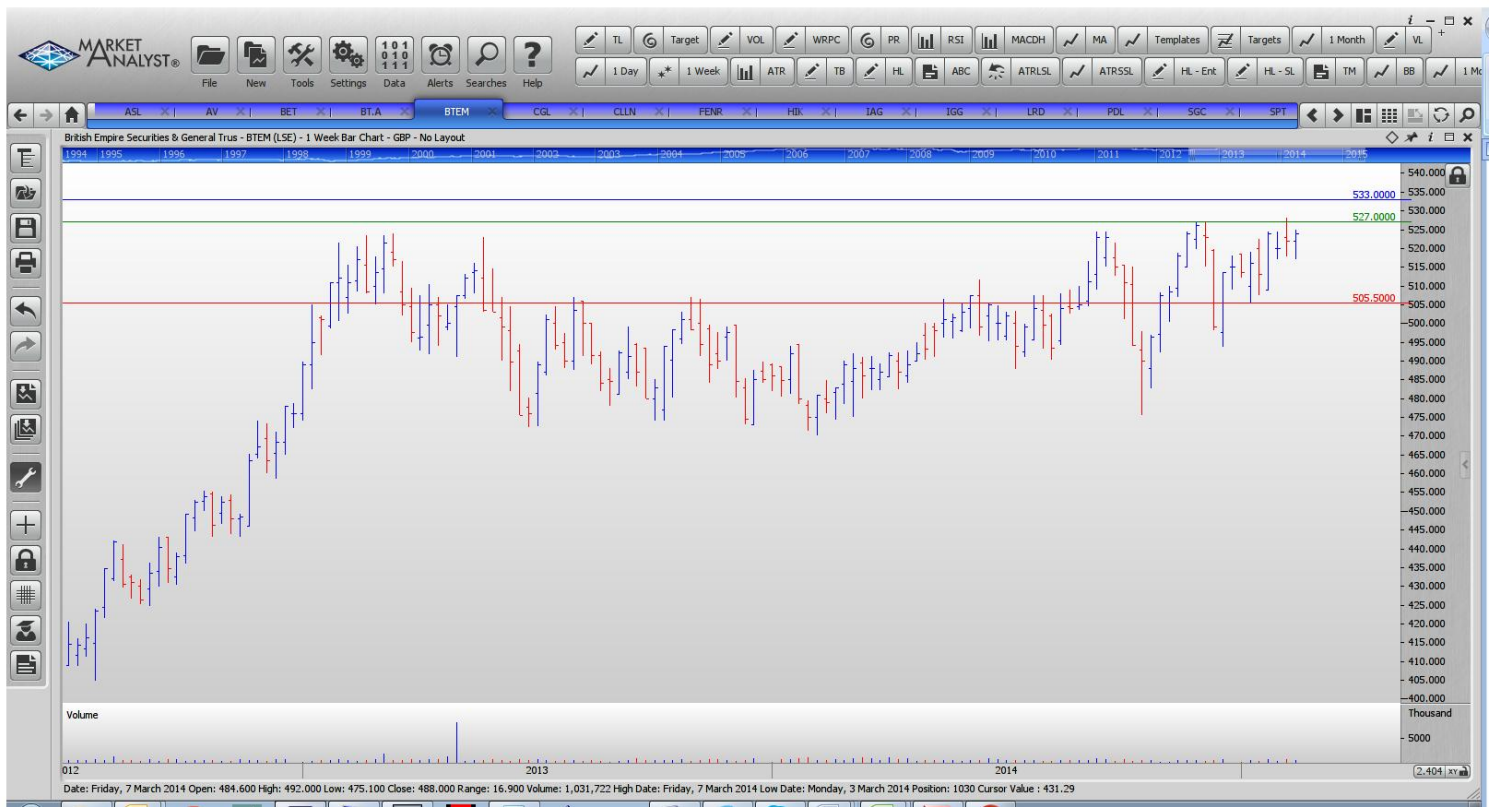 i
MARKET
ANALYST®
File New Tools Settings Data Alerts Searches Help
TL Target VOL WRPC PR RSI MACDH MA Templates Targets 1 Month VL
1 Day 1 Week ATR TB HL ABC ATRLSL ATRSSL HL - Ent HL - SL TM BB
ASL AV BET BT.A BTEM CGL CLLN FENR HIK IAG IGG LRD PDL SGC SPT
British Empire Securities & General Trus - BTEM (LSE) - 1 Week Bar Chart - GBP - No Layout
1994 1995 1996 1997 1998 1999 2000 2001 2002 2003 2004 2005 2006 2007 2008 2009 2010 2011 2012 2013 2014 2015
540.000
533.0000 535.000
530.000
527.0000
525.000
520.000
515.000
510.000
505.5000 505.000
500.000
495.000
490.000
485.000
480.000
475.000
470.000
465.000
460.000
455.000
450.000
445.000
440.000
435.000
430.000
425.000
420.000
415.000
410.000
405.000
400.000
Volume Thousand
5000
012 2013 2014 2.404 XY
Date: Friday, 7 March 2014 Open: 484.600 High: 492.000 Low: 475.100 Close: 488.000 Range: 16.900 Volume: 1,031,722 High Date: Friday, 7 March 2014 Low Date: Monday, 3 March 2014 Position: 1030 Cursor Value : 431.29